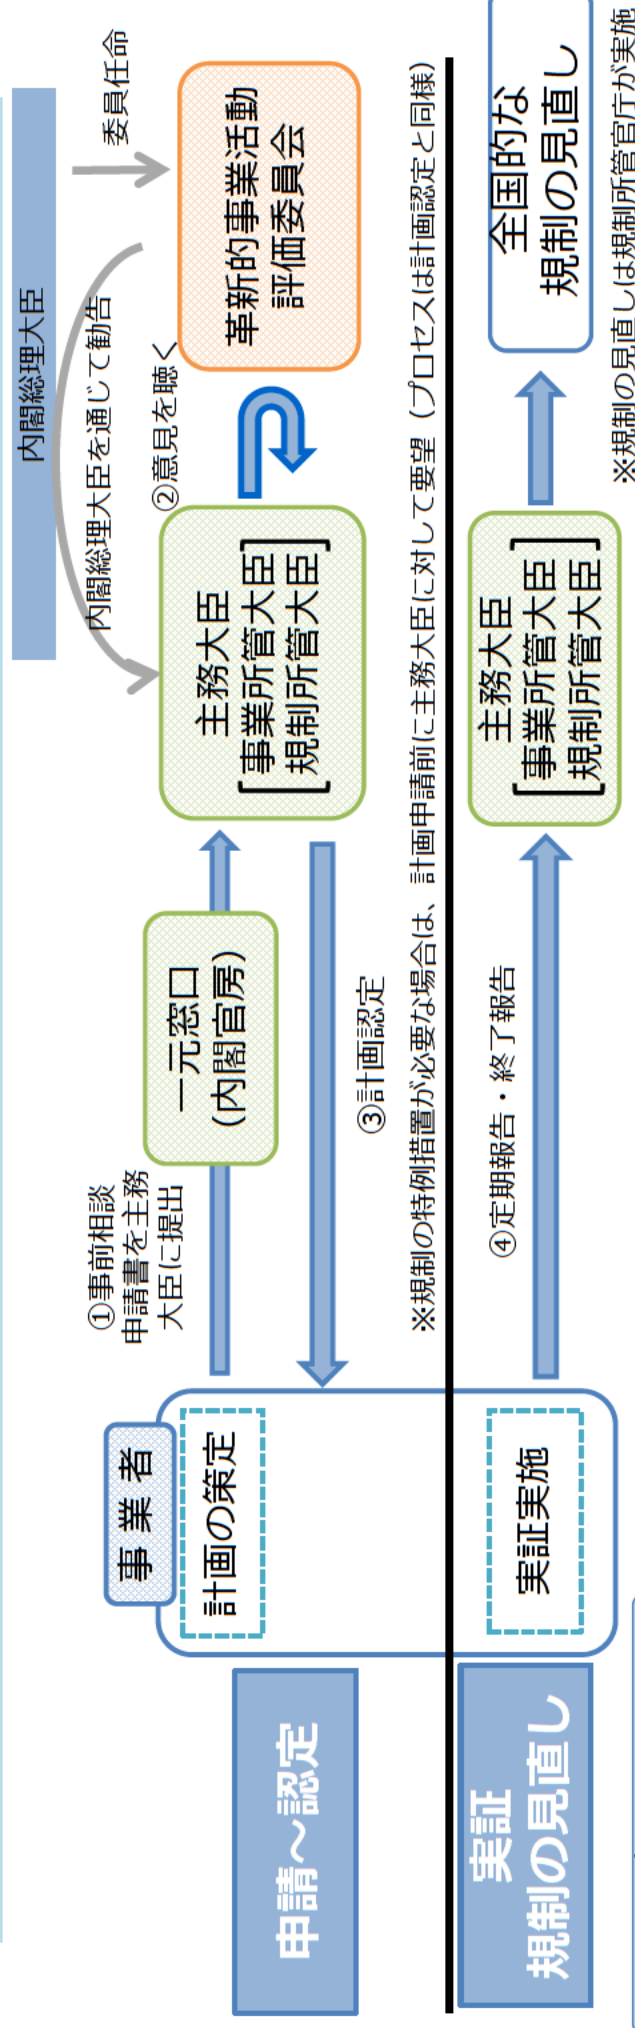 内閣総理大臣
委員任命
内閣総理大臣を通じて勧告
②意見を聴く
革新的事業活動
評価委員会
主務大臣
事業所管大臣
規制所管大臣
一元窓口
(内閣官房)
①事前相談
申請書を主務
大臣に提出
③計画認定
事業者
計画の策定
申請~認定
※規制の特例措置が必要な場合は、計画申請前に主務大臣に対して要望(プロセスは計画認定と同様)
実証
規制の見直し
実証実施
④定期報告・終了報告
主務大臣
事業所管大臣
規制所管大臣
全国的な
規制の見直し
※規制の見直しは規制所管官庁が実施